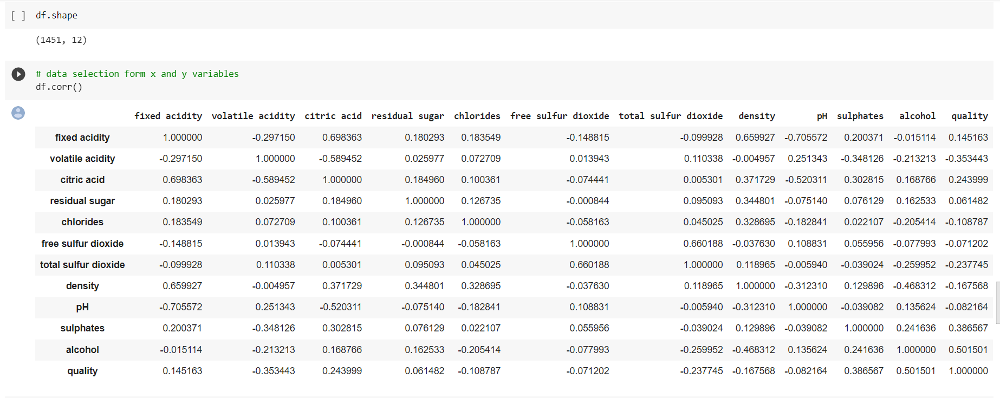 [ ] df.shape
(1451, 12)
# data selection form x and y variables
df.corr()
fixed acidity volatile acidity citric acid residual sugar chlorides free sulfur dioxide total sulfur dioxide density pH sulphates alcohol quality
fixed acidity 1.000000 -0.297150 0.698363 0.180293 0.183549 -0.148815 -0.099928 0.659927 -0.705572 0.200371 -0.015114 0.145163
volatile acidity -0.297150 1.000000 -0.589452 0.025977 0.072709 0.013943 0.110338 -0.004957 0.251343 -0.348126 -0.213213 -0.353443
citric acid 0.698363 -0.589452 1.000000 0.184960 0.100361 -0.074441 0.005301 0.371729 -0.520311 0.302815 0.168766 0.243999
residual sugar 0.180293 0.025977 0.184960 1.000000 0.126735 -0.000844 0.095093 0.344801 -0.075140 0.076129 0.162533 0.061482
chlorides 0.183549 0.072709 0.100361 0.126735 1.000000 -0.058163 0.045025 0.328695 -0.182841 0.022107 -0.205414 -0.108787
free sulfur dioxide -0.148815 0.013943 -0.074441 -0.000844 -0.058163 1.000000 0.660188 -0.037630 0.108831 0.055956 -0.077993 -0.071202
total sulfur dioxide -0.099928 0.110338 0.005301 0.095093 0.045025 0.660188 1.000000 0.118965 -0.005940 -0.039024 -0.259952 -0.237745
density 0.659927 -0.004957 0.371729 0.344801 0.328695 -0.037630 0.118965 1.000000 -0.312310 0.129896 -0.468312 -0.167568
pH -0.705572 0.251343 -0.520311 -0.075140 -0.182841 0.108831 -0.005940 -0.312310 1.000000 -0.039082 0.135624 -0.082164
sulphates 0.200371 -0.348126 0.302815 0.076129 0.022107 0.055956 -0.039024 0.129896 -0.039082 1.000000 0.241636 0.386567
alcohol -0.015114 -0.213213 0.168766 0.162533 -0.205414 -0.077993 -0.259952 -0.468312 0.135624 0.241636 1.000000 0.501501
quality 0.145163 -0.353443 0.243999 0.061482 -0.108787 -0.071202 -0.237745 -0.167568 -0.082164 0.386567 0.501501 1.000000